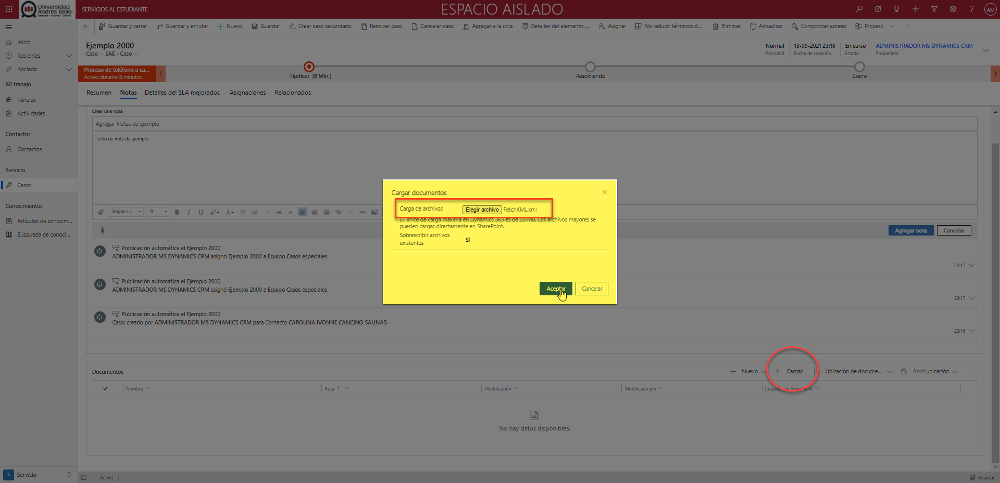 Universidad
Andrés Bello
Conectar · Innovar · Liderar
SERVICIOS AL ESTUDIANTE
ESPACIO AISLADO
AM
Guardar y cerrar
Guardar y enrutar
Nuevo
Guardar
Crear caso secundario
Resolver caso
Cancelar caso
Agregar a la cola
Detalles del elemento ...
Asignar
No reducir términos d...
Eliminar
Actualizar
Comprobar acceso
Proceso
Inicio
Recientes
Anclado
Mi trabajo
Paneles
Actividades
Contactos
Contactos
Servicio
Casos
Conocimientos
Artículos de conocim...
Búsqueda de conoci...
S Servicio
Ejemplo 2000
Caso · SAE - Caso
Normal
Prioridad
13-09-2021 23:16
Fecha de creación
En curso
Estado
ADMINISTRADOR MS DYNAMICS CRM
Propietario
Proceso de teléfono a ca...
Activo durante 8 minutos
Tipificar (8 Min.)
Resolviendo
Cierre
Resumen
Notas
Detalles del SLA mejorados
Asignaciones
Relacionados
Crear una nota
Agregar Notas de ejemplo
Texto de nota de ejemplo
Segoe UI
9
B I U A
Agregar nota
Cancelar
Cargar documentos
Carga de archivos
Elegir archivo FetchXML.xml
El límite de carga máxima en Dynamics 365 es de 50 MB. Los archivos mayores se
pueden cargar directamente en SharePoint.
Sobrescribir archivos
existentes
Sí
Aceptar
Cancelar
Publicación automática el Ejemplo 2000
ADMINISTRADOR MS DYNAMICS CRM asignó Ejemplo 2000 a Equipo Casos especiales
23:17
Publicación automática el Ejemplo 2000
ADMINISTRADOR MS DYNAMICS CRM asignó Ejemplo 2000 a Equipo Casos especiales
23:17
Publicación automática el Ejemplo 2000
Caso: creado por ADMINISTRADOR MS DYNAMICS CRM para Contacto CAROLINA IVONNE CANCINO SALINAS.
23:16
Documentos
Nuevo
Cargar
Ubicación de docume...
Abrir ubicación
Nombre
Ruta
Modificación
Modificado por
Creación en SharePoint
No hay datos disponibles.
Activo
Guardar